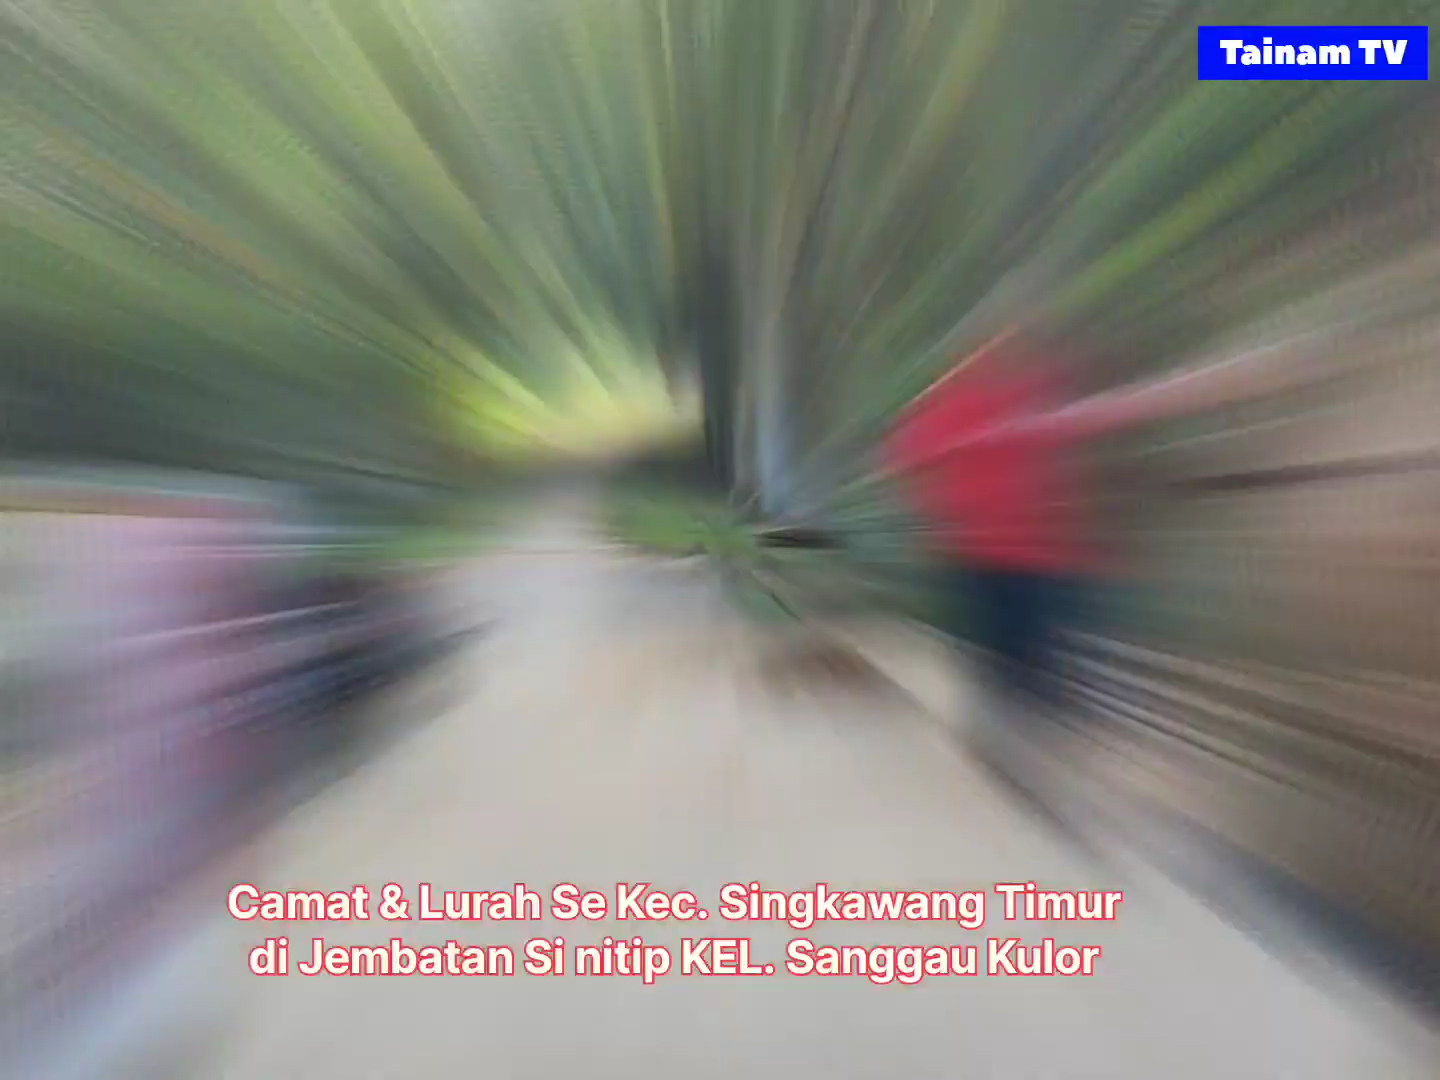 Tainam TV
Camat & Lurah Se Kec. Singkawang Timur
di Jembatan Si nitip KEL. Sanggau Kulor